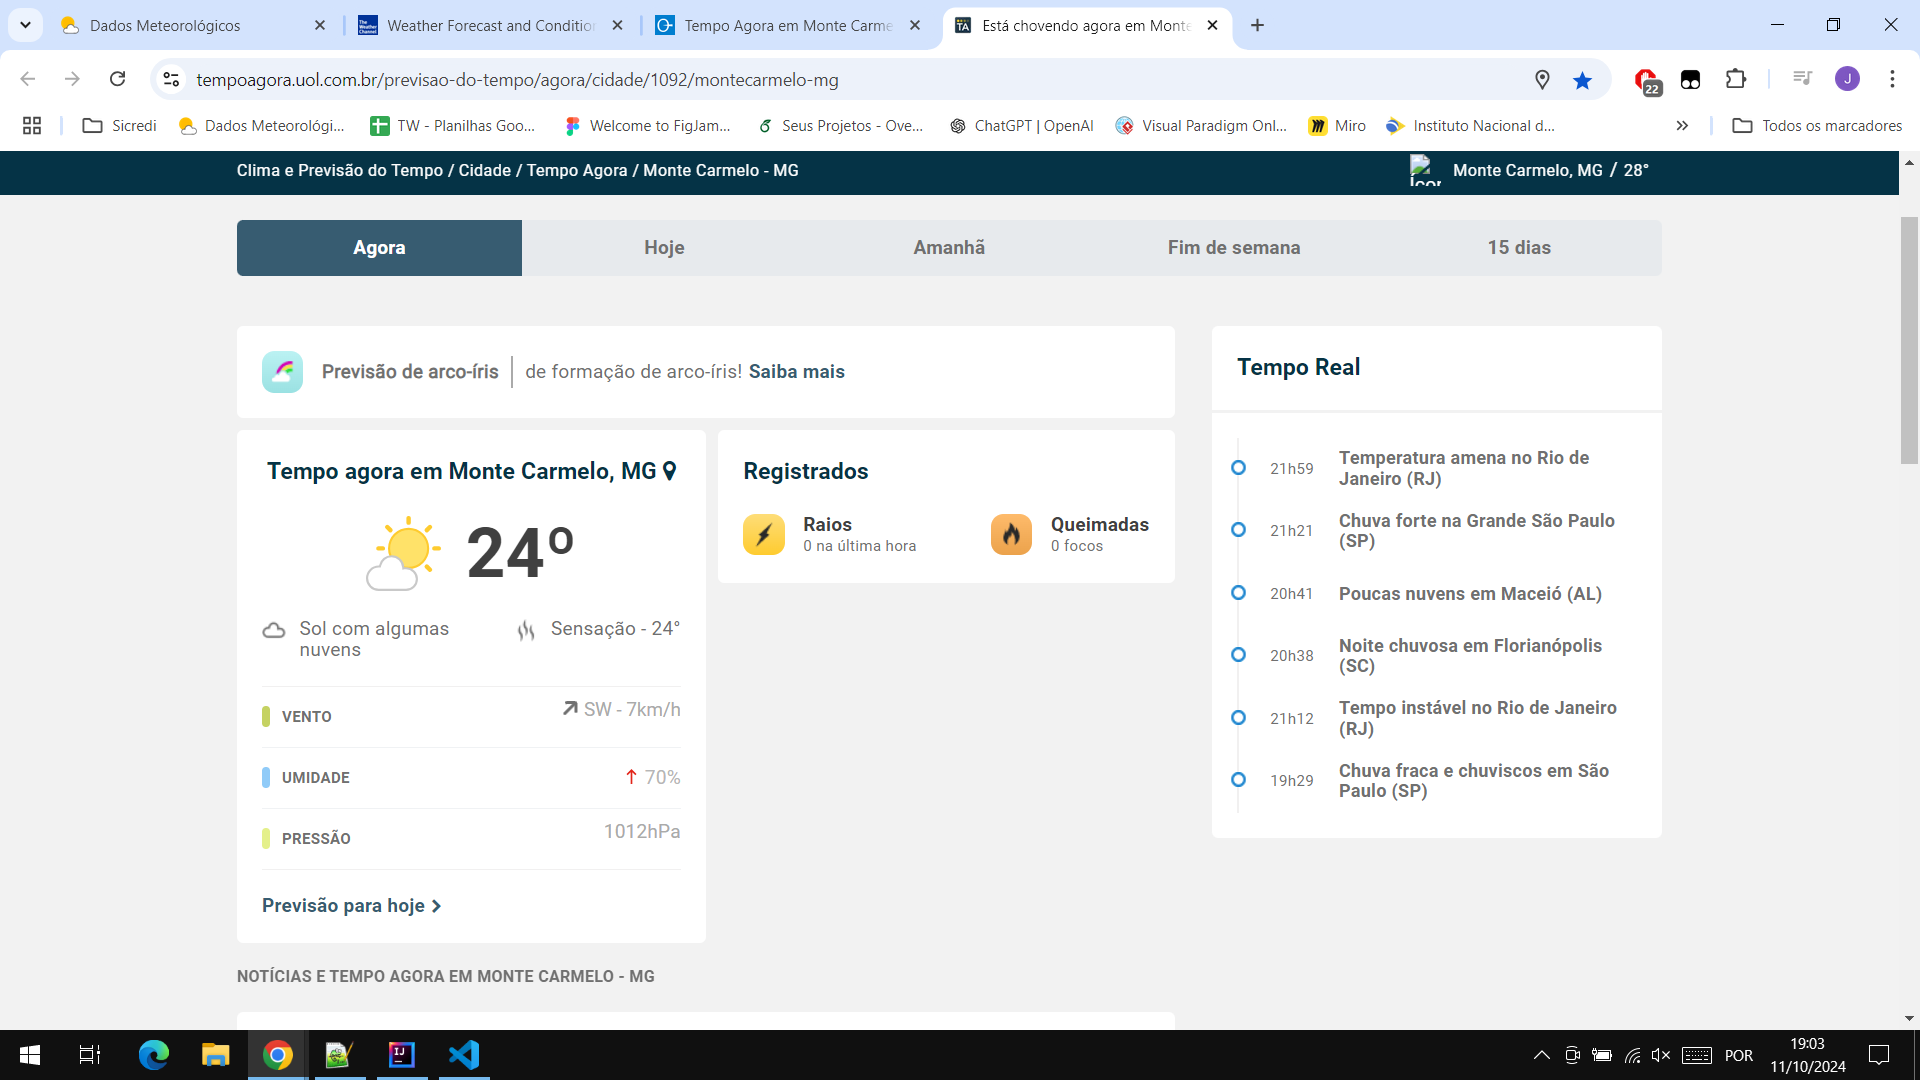 Dados Meteorológicos
Weather Forecast and Condition
Tempo Agora em Monte Carme
Está chovendo agora em Monte
tempoagora.uol.com.br/previsao-do-tempo/agora/cidade/1092/montecarmelo-mg
22
J
Sicredi
Dados Meteorológi...
TW - Planilhas Goo...
Welcome to FigJam...
Seus Projetos - Ove...
ChatGPT | OpenAI
Visual Paradigm Onl...
Miro
Instituto Nacional d...
Todos os marcadores
Clima e Previsão do Tempo / Cidade / Tempo Agora / Monte Carmelo - MG
Monte Carmelo, MG / 28°
Agora
Hoje
Amanhã
Fim de semana
15 dias
Previsão de arco-íris
de formação de arco-íris! Saiba mais
Tempo agora em Monte Carmelo, MG
24º
Sol com algumas
nuvens
Sensação - 24°
VENTO
SW - 7km/h
UMIDADE
70%
PRESSÃO
1012hPa
Previsão para hoje
Registrados
Raios
0 na última hora
Queimadas
0 focos
Tempo Real
21h59
Temperatura amena no Rio de
Janeiro (RJ)
21h21
Chuva forte na Grande São Paulo
(SP)
20h41
Poucas nuvens em Maceió (AL)
20h38
Noite chuvosa em Florianópolis
(SC)
21h12
Tempo instável no Rio de Janeiro
(RJ)
19h29
Chuva fraca e chuviscos em São
Paulo (SP)
NOTÍCIAS E TEMPO AGORA EM MONTE CARMELO - MG
POR
19:03
11/10/2024